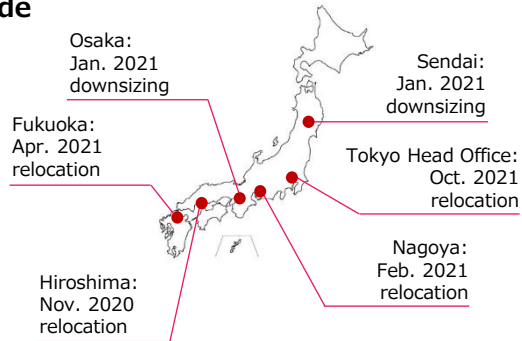 de
Osaka:
Jan. 2021
downsizing
Sendai:
Jan. 2021
downsizing
Fukuoka:
Apr. 2021
relocation
Tokyo Head Office:
Oct. 2021
relocation
Nagoya:
Feb. 2021
relocation
Hiroshima:
Nov. 2020
relocation